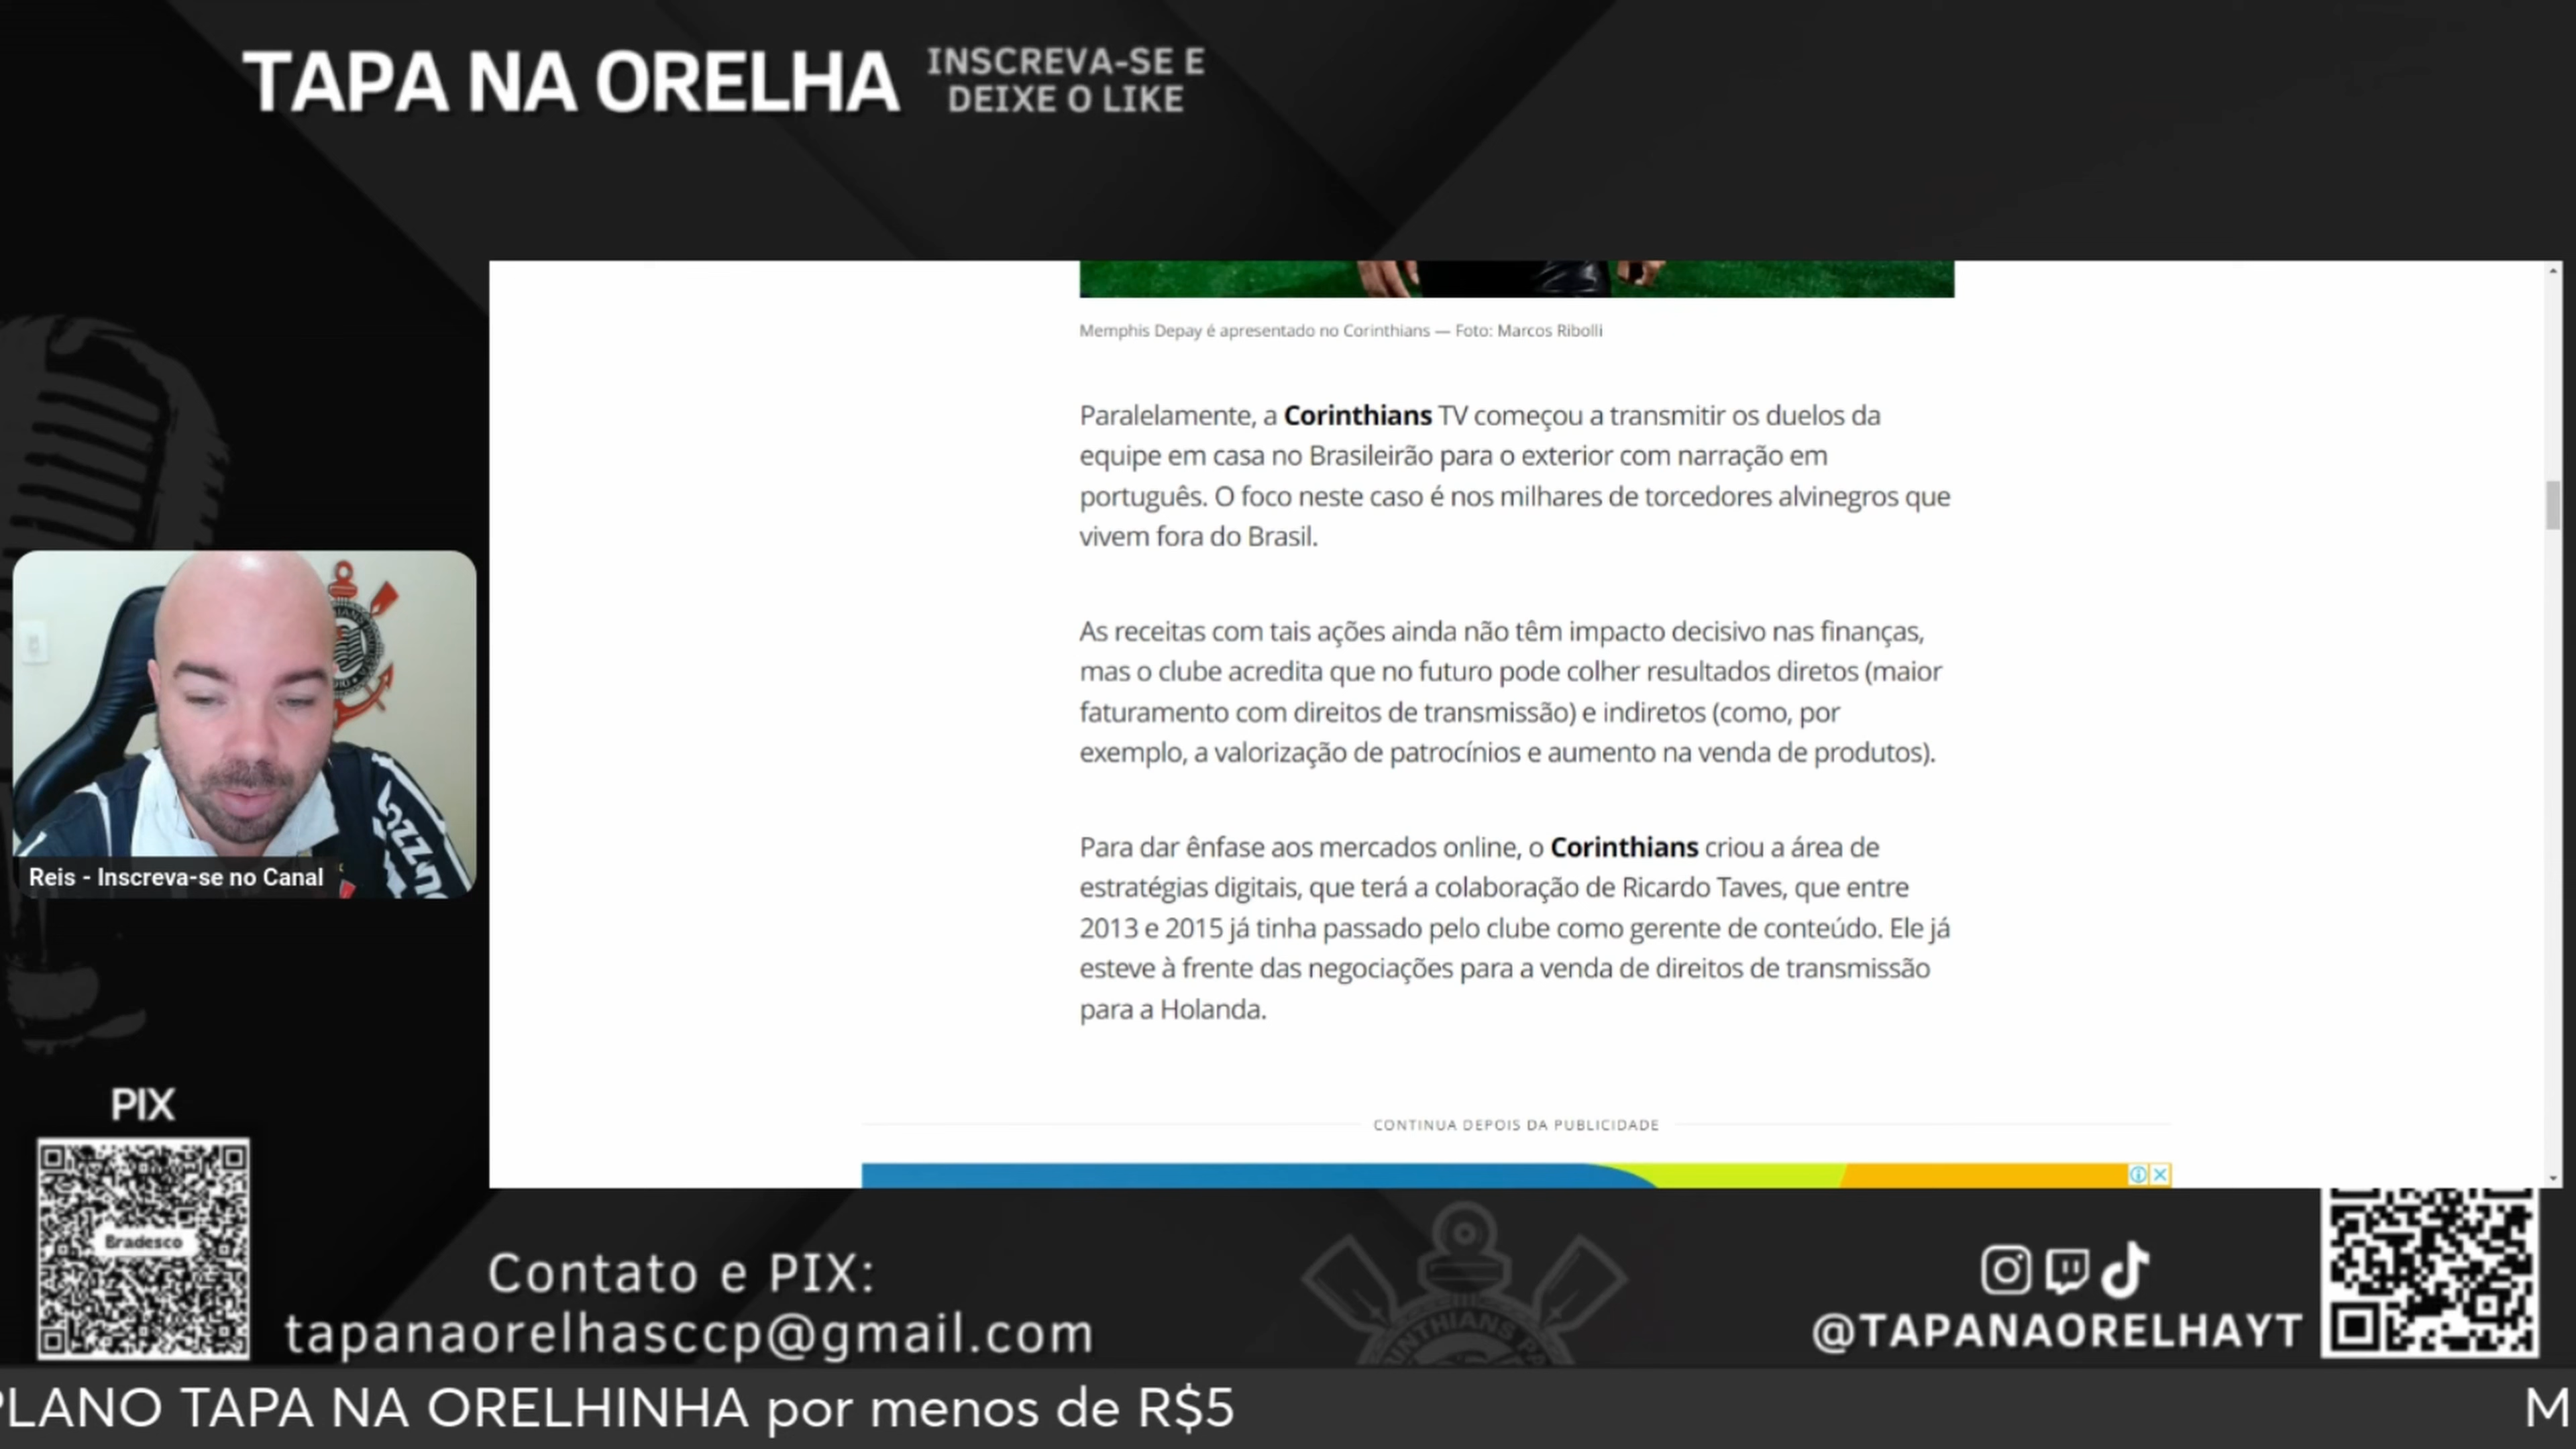 TAPA NA ORELHA
INSCREVA-SE E
DEIXE O LIKE
Memphis Depay é apresentado no Corinthians — Foto: Marcos Ribolli
Paralelamente, a Corinthians TV começou a transmitir os duelos da
equipe em casa no Brasileirão para o exterior com narração em
português. O foco neste caso é nos milhares de torcedores alvinegros que
vivem fora do Brasil.
As receitas com tais ações ainda não têm impacto decisivo nas finanças,
mas o clube acredita que no futuro pode colher resultados diretos (maior
faturamento com direitos de transmissão) e indiretos (como, por
exemplo, a valorização de patrocínios e aumento na venda de produtos).
Para dar ênfase aos mercados online, o Corinthians criou a área de
estratégias digitais, que terá a colaboração de Ricardo Taves, que entre
2013 e 2015 já tinha passado pelo clube como gerente de conteúdo. Ele já
esteve à frente das negociações para a venda de direitos de transmissão
para a Holanda.
CONTINUA DEPOIS DA PUBLICIDADE
Reis - Inscreva-se no Canal
PIX
Bradesco
Contato e PIX:
tapanaorelhasccp@gmail.com
@TAPANAORELHAYT
PLANO TAPA NA ORELHINHA por menos de R$5
M